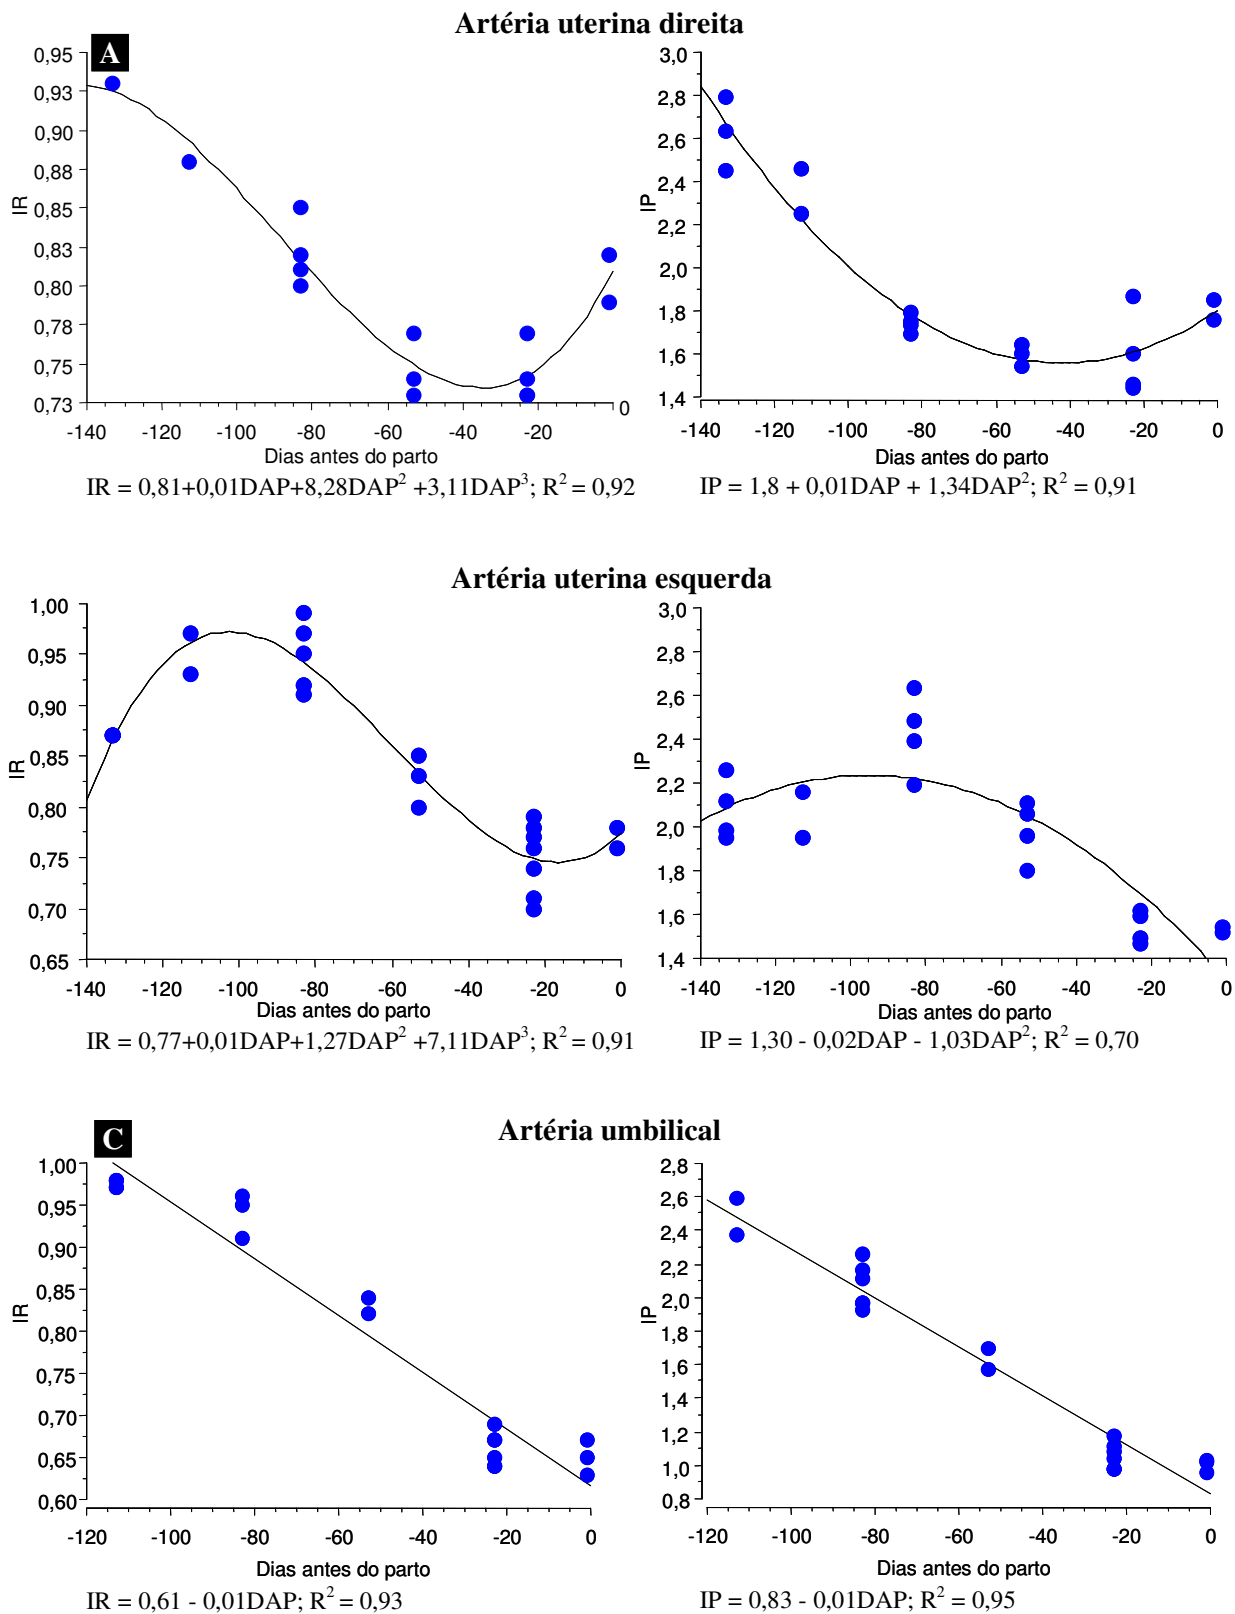 Artéria uterina direita
A
0,95
0,93
0,90
0,88
0,85
0,83
0,80
0,78
0,75
0,73
IR
-140 -120 -100 -80 -60 -40 -20 0
Dias antes do parto
IR = 0,81+0,01DAP+8,28DAP² +3,11DAP³; R² = 0,92
3,0
2,8
2,6
2,4
2,2
2,0
1,8
1,6
1,4
IP
-140 -120 -100 -80 -60 -40 -20 0
Dias antes do parto
IP = 1,8 + 0,01DAP + 1,34DAP²; R² = 0,91
Artéria uterina esquerda
1,00
0,95
0,90
0,85
0,80
0,75
0,70
0,65
IR
-140 -120 -100 -80 -60 -40 -20 0
Dias antes do parto
IR = 0,77+0,01DAP+1,27DAP² +7,11DAP³; R² = 0,91
3,0
2,8
2,6
2,4
2,2
2,0
1,8
1,6
1,4
IP
-140 -120 -100 -80 -60 -40 -20 0
Dias antes do parto
IP = 1,30 - 0,02DAP - 1,03DAP²; R² = 0,70
Artéria umbilical
C
1,00
0,95
0,90
0,85
0,80
0,75
0,70
0,65
0,60
IR
-120 -100 -80 -60 -40 -20 0
Dias antes do parto
IR = 0,61 - 0,01DAP; R² = 0,93
2,8
2,6
2,4
2,2
2,0
1,8
1,6
1,4
1,2
1,0
0,8
IP
-120 -100 -80 -60 -40 -20 0
Dias antes do parto
IP = 0,83 - 0,01DAP; R² = 0,95